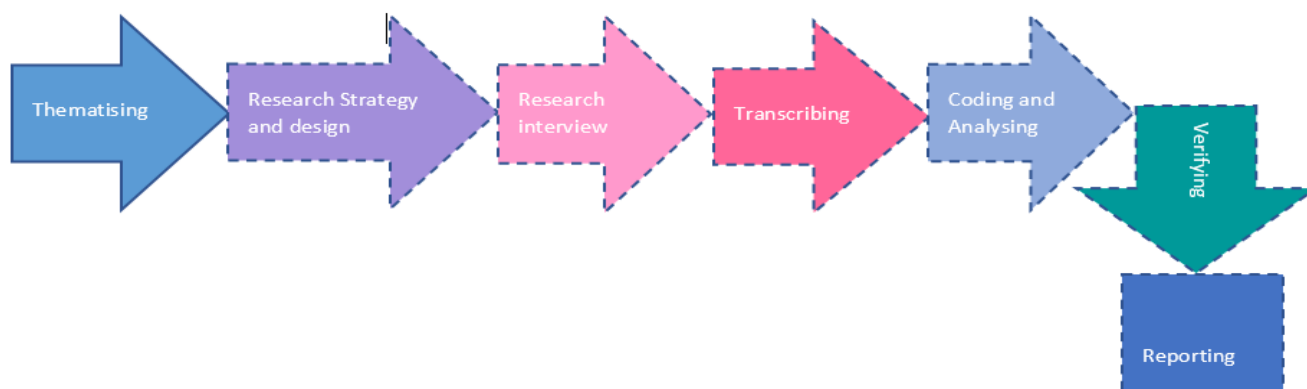 Thematising
Research Strategy
and design
Research
interview
Transcribing
Coding and
Analysing
Verifying
Reporting